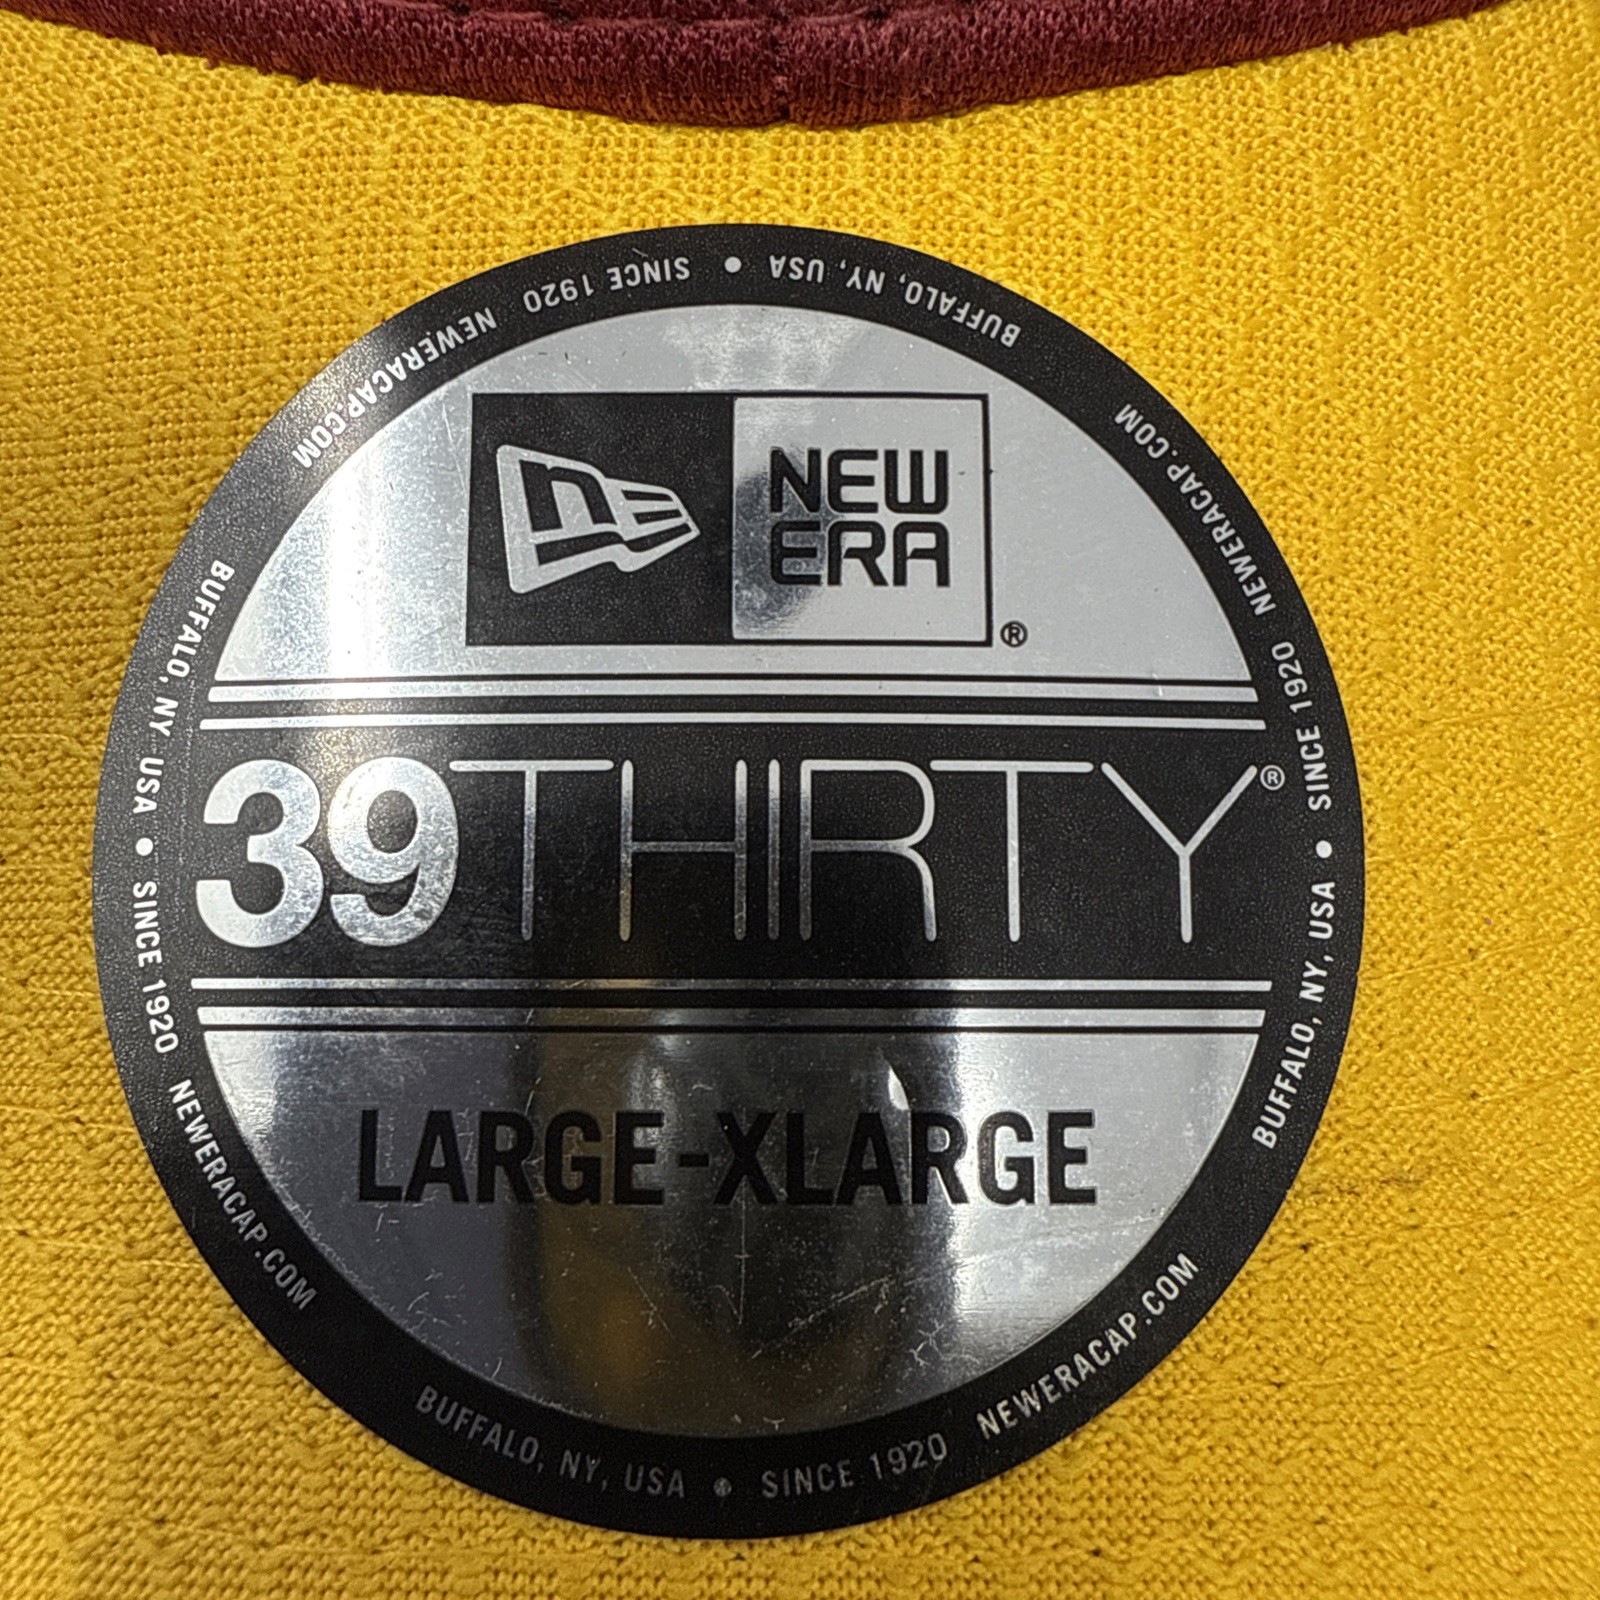 NEW
ERA
®
39THIRTY®
LARGE-XLARGE
BUFFALO, NY, USA • SINCE 1920 NEWERACAP.COM
BUFFALO, NY, USA • SINCE 1920 NEWERACAP.COM
BUFFALO, NY, USA • SINCE 1920 NEWERACAP.COM
BUFFALO, NY, USA • SINCE 1920 NEWERACAP.COM